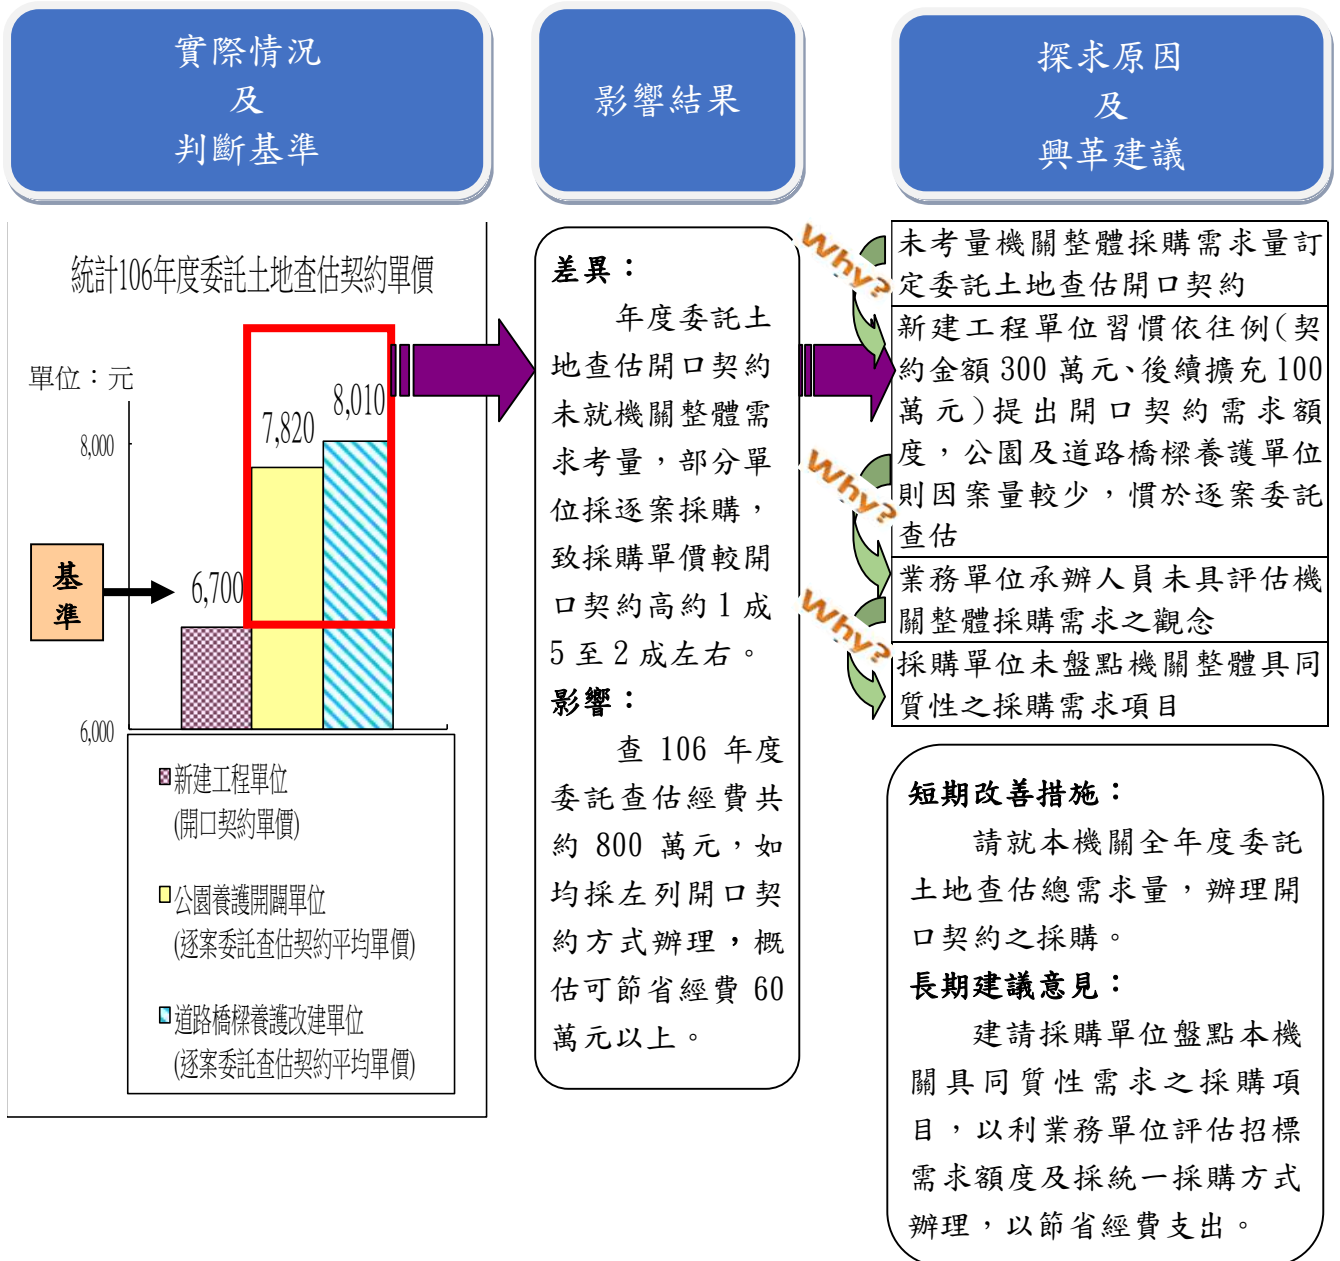 實際情況
及
判斷基準
影響結果
探求原因
及
興革建議
統計106年度委託土地查估契約單價
單位：元
8,000
6,000
基
準
6,700
7,820
8,010
新建工程單位
(開口契約單價)
公園養護開闢單位
(逐案委託查估契約平均單價)
道路橋樑養護改建單位
(逐案委託查估契約平均單價)
差異：
年度委託土
地查估開口契約
未就機關整體需
求考量，部分單
位採逐案採購，
致採購單價較開
口契約高約1成
5至2成左右。
影響：
查 106 年度
委託查估經費共
約 800 萬元，如
均採左列開口契
約方式辦理，概
估可節省經費 60
萬元以上。
Why?
未考量機關整體採購需求量訂
定委託土地查估開口契約
新建工程單位習慣依往例(契
約金額 300 萬元、後續擴充 100
萬元)提出開口契約需求額
度，公園及道路橋樑養護單位
則因案量較少，慣於逐案委託
查估
Why?
業務單位承辦人員未具評估機
關整體採購需求之觀念
Why?
採購單位未盤點機關整體具同
質性之採購需求項目
短期改善措施：
請就本機關全年度委託
土地查估總需求量，辦理開
口契約之採購。
長期建議意見：
建請採購單位盤點本機
關具同質性需求之採購項
目，以利業務單位評估招標
需求額度及採統一採購方式
辦理，以節省經費支出。